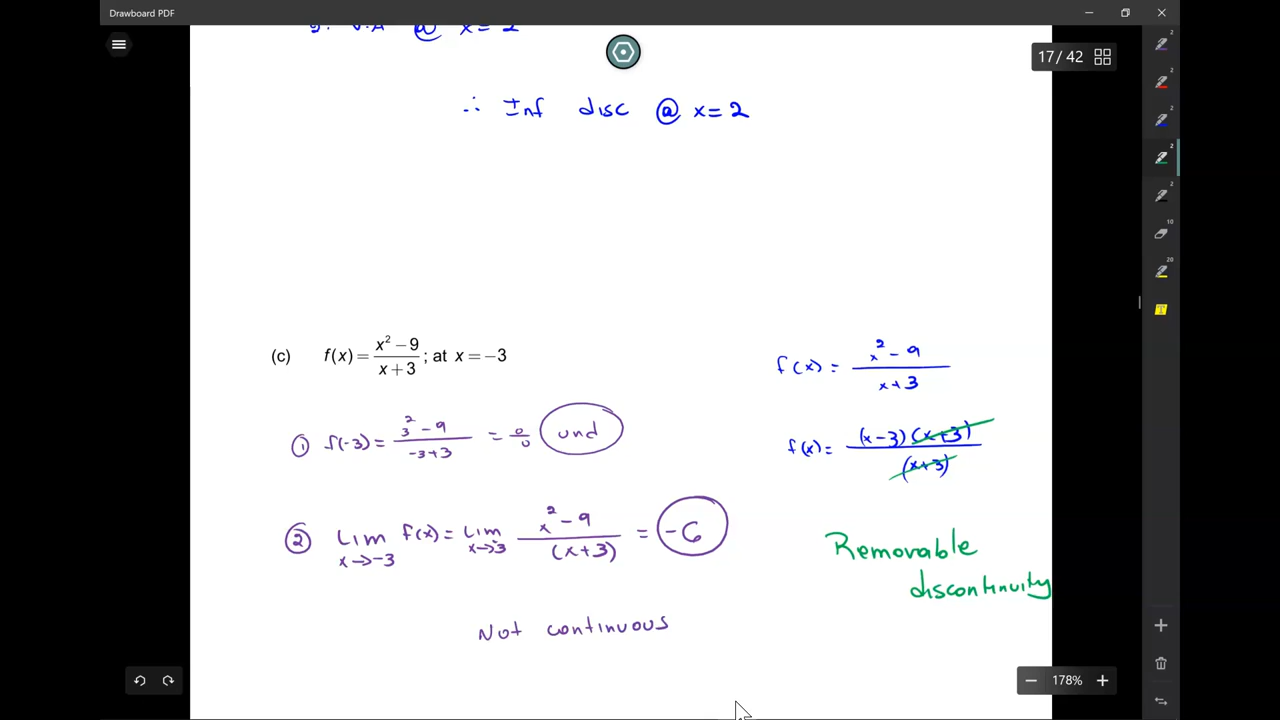 Drawboard PDF
17/42
V.A @ x = 2
∴ ±nf disc @ x = 2
(c) f(x) = (x² − 9)/(x + 3); at x = −3
f(x) = (x² − 9)/(x + 3)
① f(-3) = (3² - 9)/(-3+3) = 0/0 und
f(x) = (x-3)(x+3)/(x+3)
② Lim x→-3 f(x) = Lim x→-3 (x² - 9)/(x+3) = -6
Removable
discontinuity
Not continuous
178%